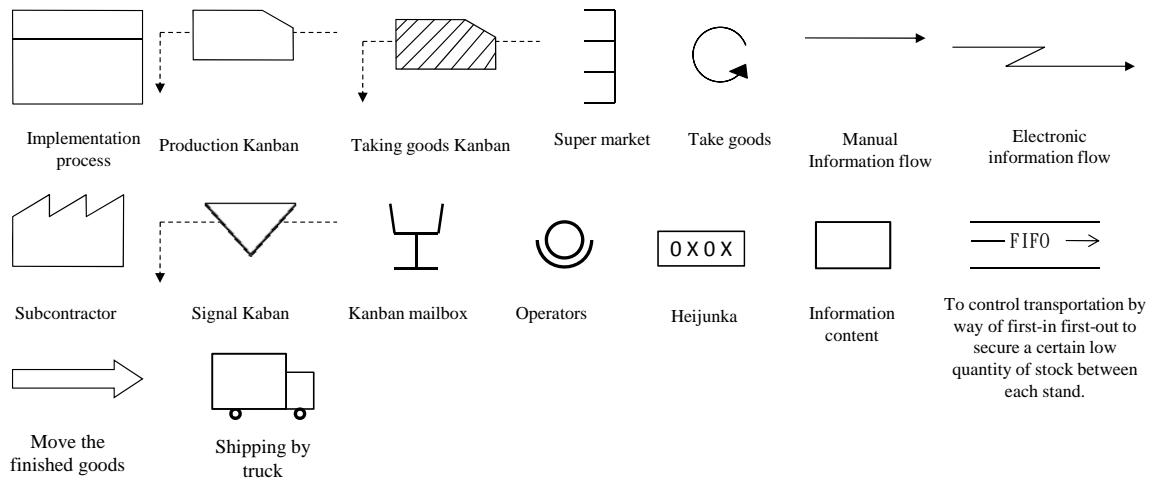 Implementation
process
Production Kanban
Taking goods Kanban
Super market
Take goods
Manual
Information flow
Electronic
information flow
0X0X
FIFO
Subcontractor
Signal Kaban
Kanban mailbox
Operators
Heijunka
Information
content
To control transportation by
way of first-in first-out to
secure a certain low
quantity of stock between
each stand.
Move the
finished goods
Shipping by
truck